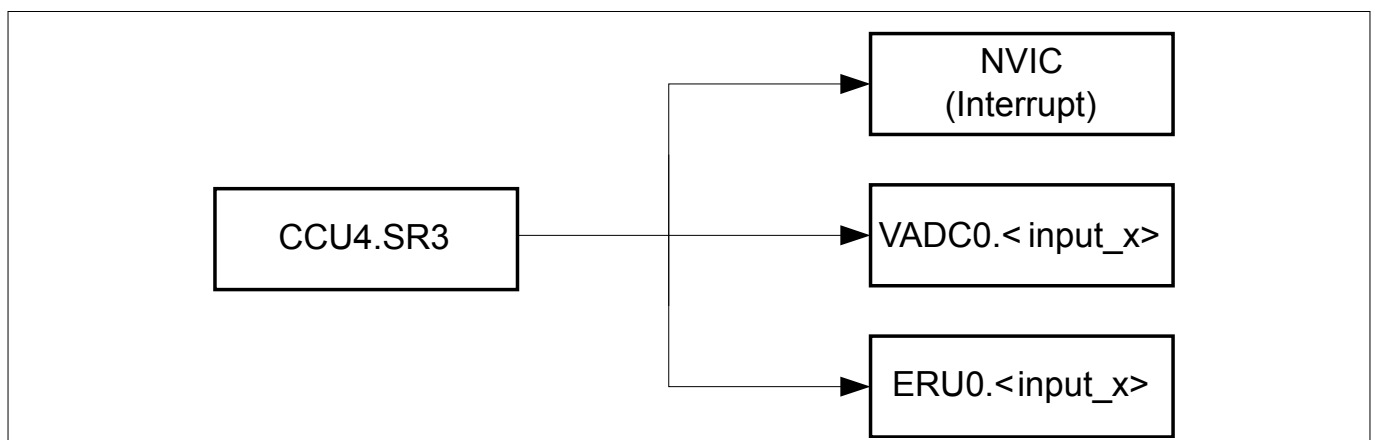 NVIC
(Interrupt)
CCU4.SR3
VADC0.< input_x>
ERU0.<input_x>